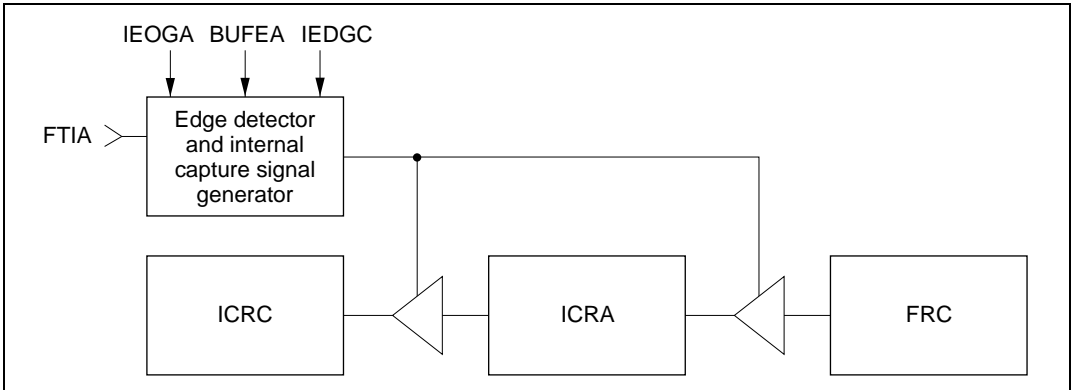 IEOGA BUFEA IEDGC
FTIA
Edge detector
and internal
capture signal
generator
ICRC ICRA FRC